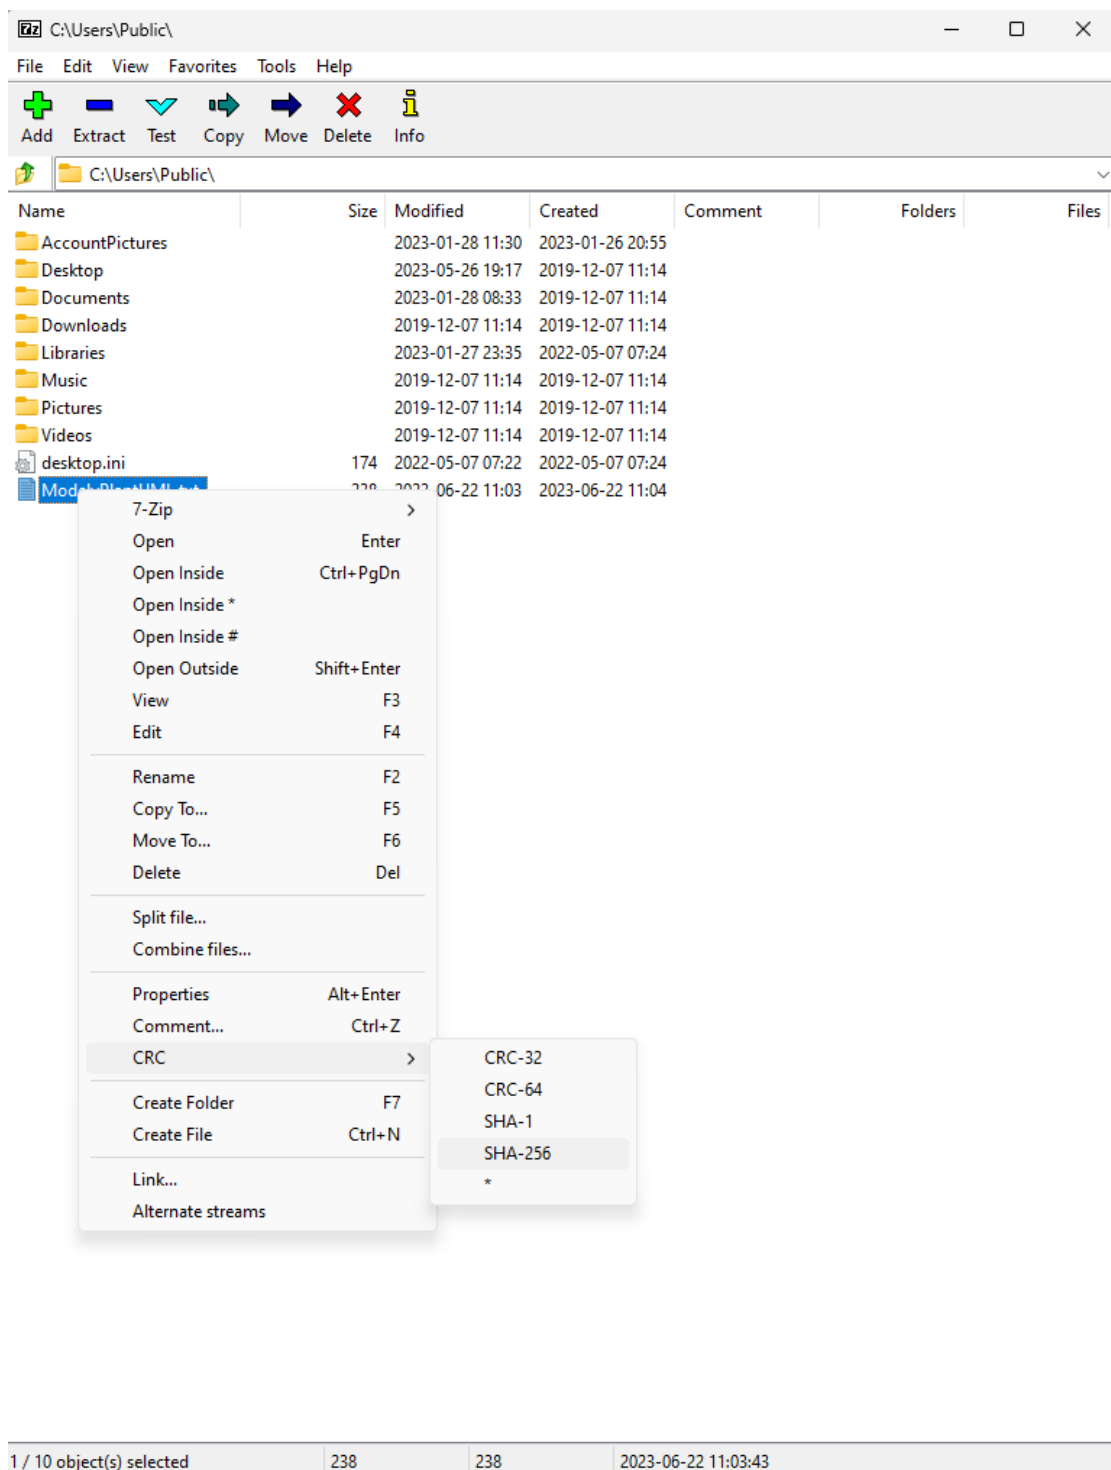 C:\Users\Public\
File Edit View Favorites Tools Help
Add Extract Test Copy Move Delete Info
C:\Users\Public\
Name Size Modified Created Comment Folders Files
AccountPictures 2023-01-28 11:30 2023-01-26 20:55
Desktop 2023-05-26 19:17 2019-12-07 11:14
Documents 2023-01-28 08:33 2019-12-07 11:14
Downloads 2019-12-07 11:14 2019-12-07 11:14
Libraries 2023-01-27 23:35 2022-05-07 07:24
Music 2019-12-07 11:14 2019-12-07 11:14
Pictures 2019-12-07 11:14 2019-12-07 11:14
Videos 2019-12-07 11:14 2019-12-07 11:14
desktop.ini 174 2022-05-07 07:22 2022-05-07 07:24
238 2023-06-22 11:03 2023-06-22 11:04
7-Zip
Open Enter
Open Inside Ctrl+PgDn
Open Inside *
Open Inside #
Open Outside Shift+Enter
View F3
Edit F4
Rename F2
Copy To... F5
Move To... F6
Delete Del
Split file...
Combine files...
Properties Alt+Enter
Comment... Ctrl+Z
CRC
CRC-32
CRC-64
SHA-1
SHA-256
*
Create Folder F7
Create File Ctrl+N
Link...
Alternate streams
1 / 10 object(s) selected 238 238 2023-06-22 11:03:43